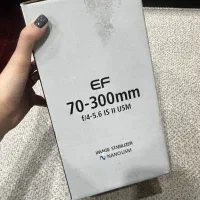 EF
70-300mm
f/4-5.6 IS II USM
IMAGE STABILIZER
NANO USM